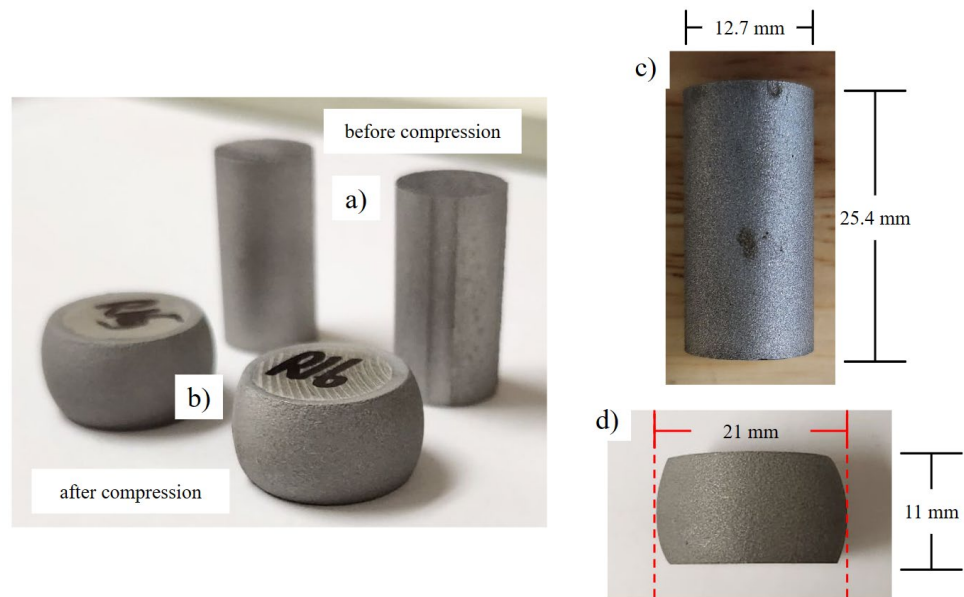 before compression
a)
b)
after compression
c)
12.7 mm
25.4 mm
d)
21 mm
11 mm